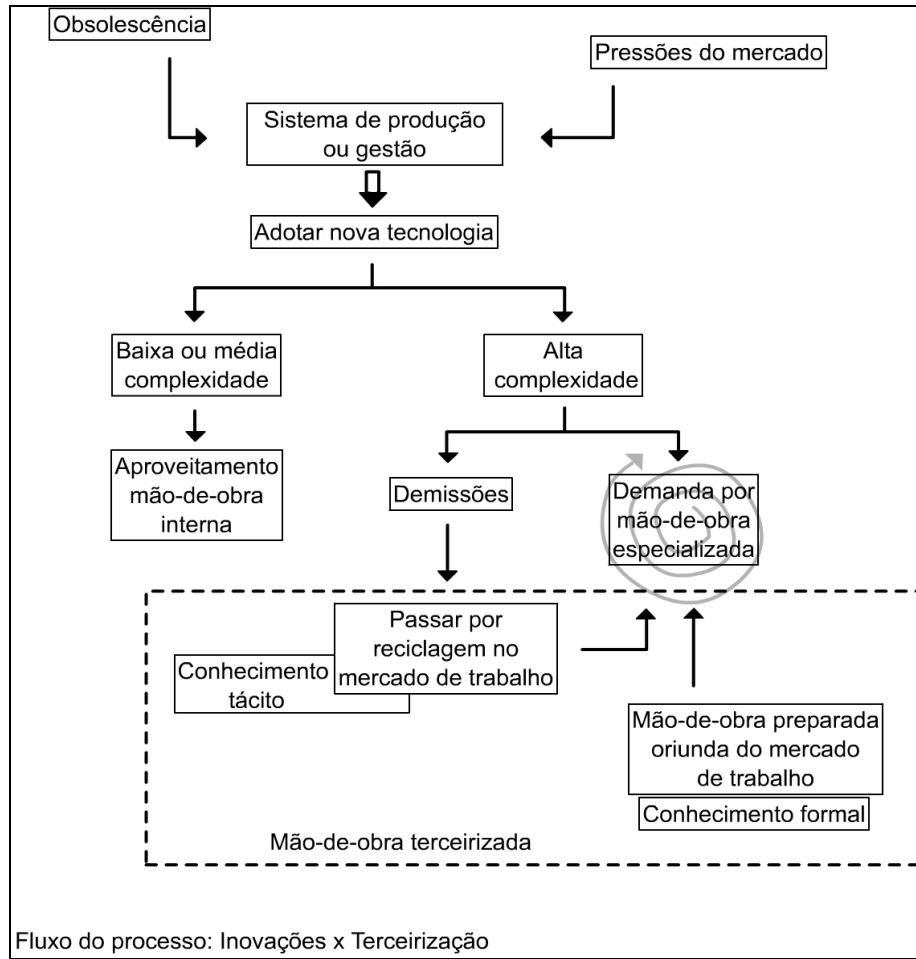 Obsolescência
Pressões do mercado
Sistema de produção
ou gestão
Adotar nova tecnologia
Baixa ou média
complexidade
Alta
complexidade
Aproveitamento
mão-de-obra
interna
Demissões
Demanda por
mão-de-obra
especializada
Passar por
reciclagem no
mercado de trabalho
Conhecimento
tácito
Mão-de-obra preparada
oriunda do mercado
de trabalho
Conhecimento formal
Mão-de-obra terceirizada
Fluxo do processo: Inovações x Terceirização